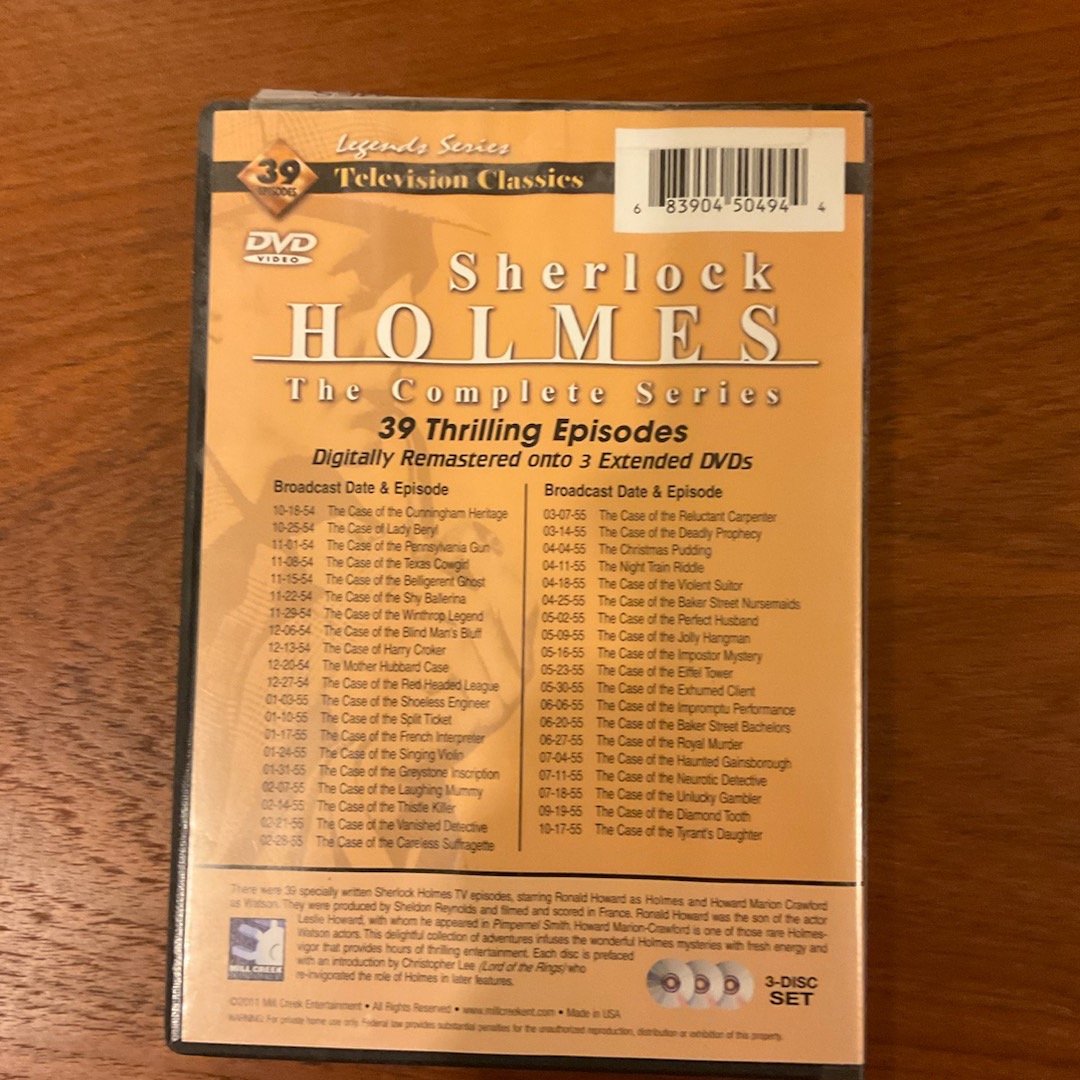 Legends Series
39
EPISODES
Television Classics
6 83904 50494 4
DVD
VIDEO
Sherlock
HOLMES
The Complete Series
39 Thrilling Episodes
Digitally Remastered onto 3 Extended DVDs
Broadcast Date & Episode
10-18-54 The Case of the Cunningham Heritage
10-25-54 The Case of Lady Beryl
11-01-54 The Case of the Pennsylvania Gun
11-08-54 The Case of the Texas Cowgirl
11-15-54 The Case of the Belligerent Ghost
11-22-54 The Case of the Shy Ballerina
11-29-54 The Case of the Winthrop Legend
12-06-54 The Case of the Blind Man's Bluff
12-13-54 The Case of Harry Croker
12-20-54 The Mother Hubbard Case
12-27-54 The Case of the Red Headed League
01-03-55 The Case of the Shoeless Engineer
01-10-55 The Case of the Split Ticket
01-17-55 The Case of the French Interpreter
01-24-55 The Case of the Singing Violin
01-31-55 The Case of the Greystone Inscription
02-07-55 The Case of the Laughing Mummy
02-14-55 The Case of the Thistle Killer
02-21-55 The Case of the Vanished Detective
02-28-55 The Case of the Careless Suffragette
Broadcast Date & Episode
03-07-55 The Case of the Reluctant Carpenter
03-14-55 The Case of the Deadly Prophecy
04-04-55 The Christmas Pudding
04-11-55 The Night Train Riddle
04-18-55 The Case of the Violent Suitor
04-25-55 The Case of the Baker Street Nursemaids
05-02-55 The Case of the Perfect Husband
05-09-55 The Case of the Jolly Hangman
05-16-55 The Case of the Impostor Mystery
05-23-55 The Case of the Eiffel Tower
05-30-55 The Case of the Exhumed Client
06-06-55 The Case of the Impromptu Performance
06-20-55 The Case of the Baker Street Bachelors
06-27-55 The Case of the Royal Murder
07-04-55 The Case of the Haunted Gainsborough
07-11-55 The Case of the Neurotic Detective
07-18-55 The Case of the Unlucky Gambler
09-19-55 The Case of the Diamond Tooth
10-17-55 The Case of the Tyrant's Daughter
There were 39 specially written Sherlock Holmes TV episodes, starring Ronald Howard as Holmes and Howard Marion Crawford
as Watson. They were produced by Sheldon Reynolds and filmed and scored in France. Ronald Howard was the son of the actor
Leslie Howard, with whom he appeared in Pimpernel Smith. Howard Marion-Crawford is one of those rare Holmes-
Watson actors. This delightful collection of adventures infuses the wonderful Holmes mysteries with fresh energy and
vigor that provides hours of thrilling entertainment. Each disc is prefaced
with an introduction by Christopher Lee (Lord of the Rings) who
re-invigorated the role of Holmes in later features.
MILL CREEK
3-DISC
SET
©2011 Mill Creek Entertainment • All Rights Reserved • www.millcreekent.com • Made in USA
WARNING: For private home use only. Federal law provides substantial penalties for the unauthorized reproduction, distribution or exhibition of this property.